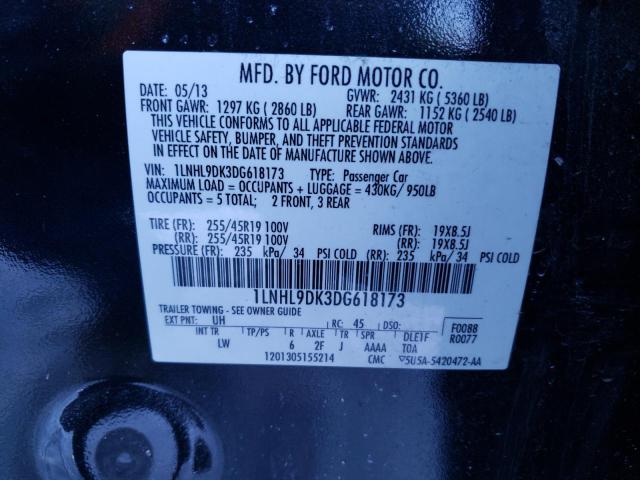 MFD. BY FORD MOTOR CO.
DATE: 05/13 GVWR: 2431 KG ( 5360 LB)
FRONT GAWR: 1297 KG ( 2860 LB) REAR GAWR: 1152 KG ( 2540 LB)
THIS VEHICLE CONFORMS TO ALL APPLICABLE FEDERAL MOTOR
VEHICLE SAFETY, BUMPER, AND THEFT PREVENTION STANDARDS
IN EFFECT ON THE DATE OF MANUFACTURE SHOWN ABOVE.
VIN: 1LNHL9DK3DG618173 TYPE: Passenger Car
MAXIMUM LOAD = OCCUPANTS + LUGGAGE = 430KG/ 950LB
OCCUPANTS = 5 TOTAL; 2 FRONT, 3 REAR
TIRE (FR): 255/45R19 100V RIMS (FR): 19X8.5J
(RR): 255/45R19 100V (RR): 19X8.5J
PRESSURE (FR): 235 kPa/ 34 PSI COLD (RR): 235 kPa/ 34 PSI COLD
1LNHL9DK3DG618173
TRAILER TOWING - SEE OWNER GUIDE
EXT PNT: UH RC: 45 DSO: F0088
INT TR TP/PS R AXLE TR SPR DLETF R0077
LW 6 2F J AAAA TOA
1201305155214 CMC 5U5A-5420472-AA